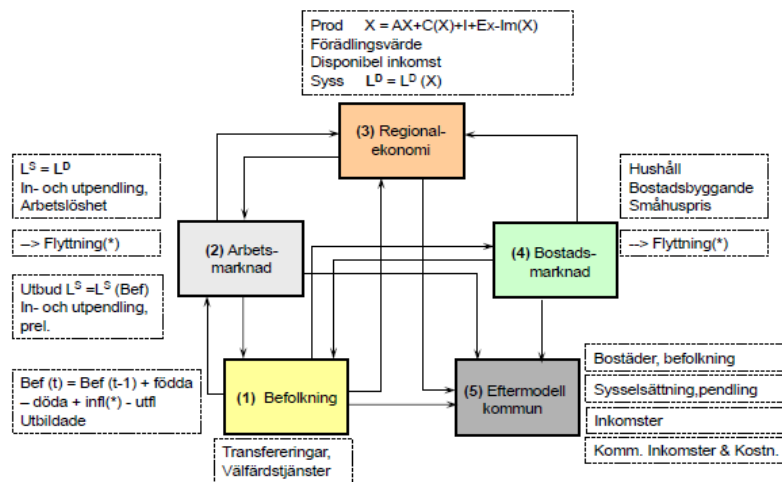 Prod X = AX+C(X)+I+Ex-Im(X)
Förädlingsvärde
Disponibel inkomst
Syss L^D = L^D (X)
(3) Regional-
ekonomi
L^S = L^D
In- och utpendling,
Arbetslöshet
--> Flyttning(*)
Hushåll
Bostadsbyggande
Småhuspris
--> Flyttning(*)
(2) Arbets-
marknad
(4) Bostads-
marknad
Utbud L^S =L^S (Bef)
In- och utpendling,
prel.
Bef (t) = Bef (t-1) + födda
– döda + infl(*) - utfl
Utbildade
(1) Befolkning
(5) Eftermodell
kommun
Bostäder, befolkning
Sysselsättning,pendling
Inkomster
Komm. Inkomster & Kostn.
Transfereringar,
Välfärdstjänster